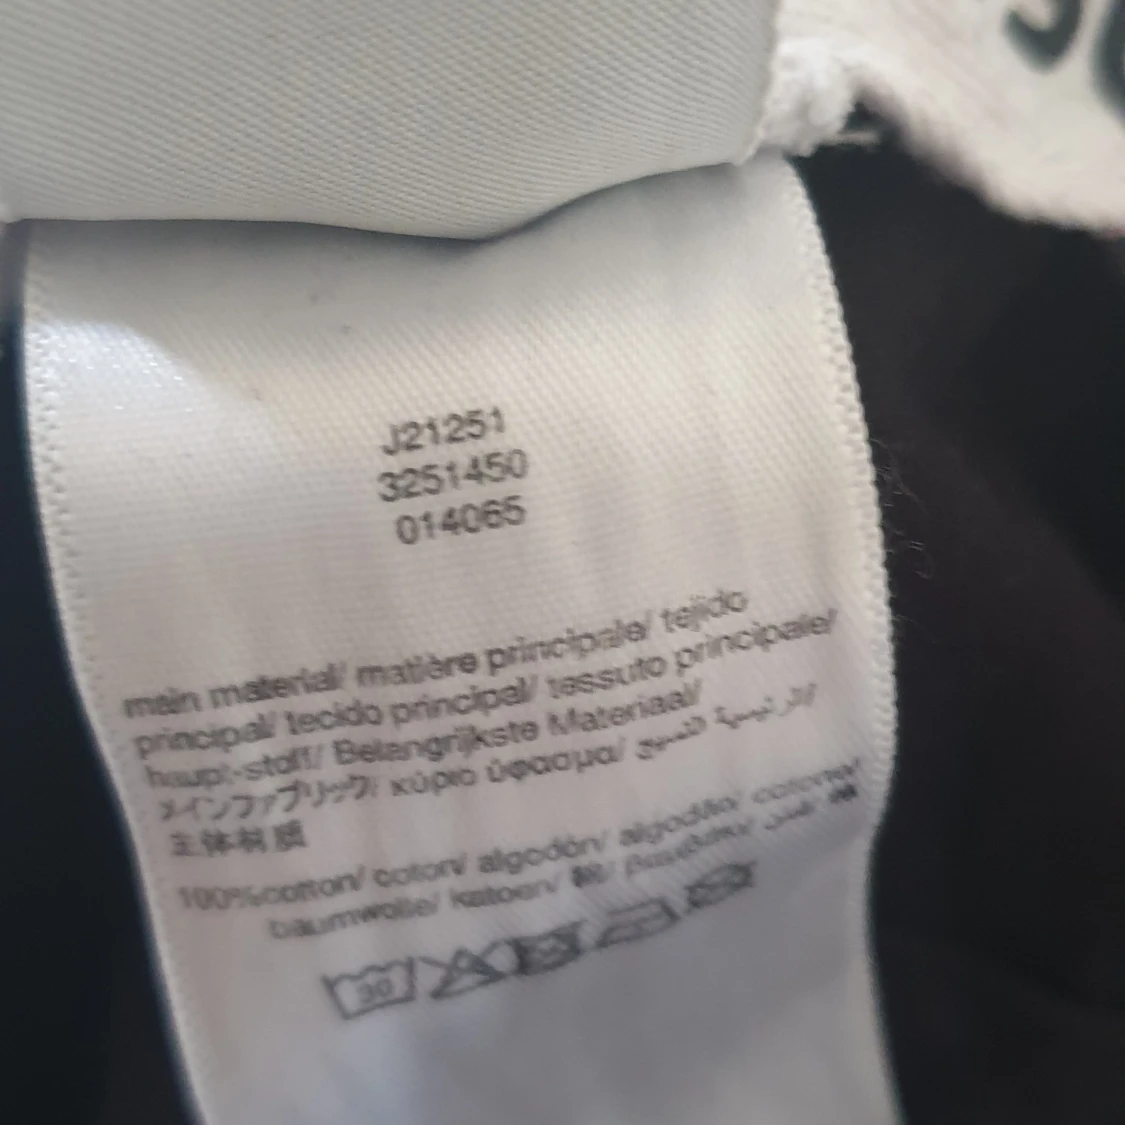 J21251
3251450
014065
main material/ matière principale/ tejido
principal/ tecido principal/ tessuto principale/
haupt-stoff/ Belangrijkste Materiaal/
メインファブリック/ κύριο ύφασμα/
主体材质
100%cotton/ coton/ algodón/ algodão/ cotone/
baumwolle/ katoen/ 綿/
30